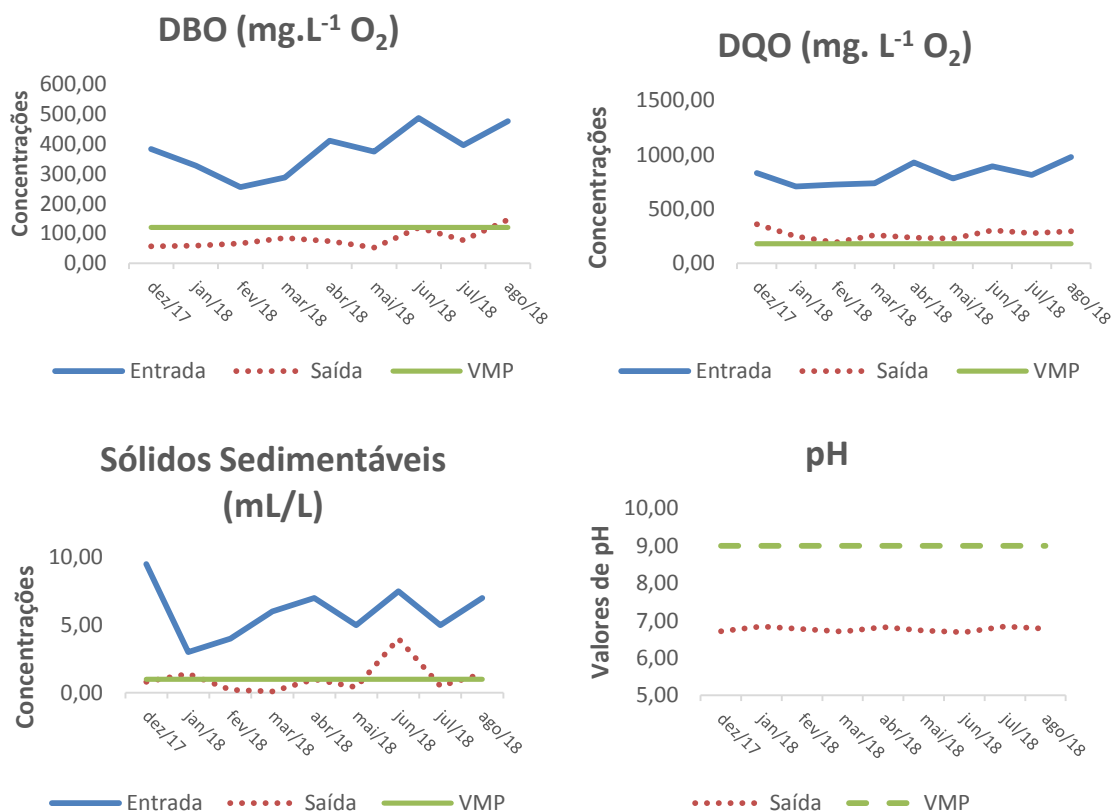 DBO (mg.L-1 O2)
Concentrações
600,00
500,00
400,00
300,00
200,00
100,00
0,00
dez/17
jan/18
fev/18
mar/18
abr/18
mai/18
jun/18
jul/18
ago/18
Entrada Saída VMP
DQO (mg. L-1 O2)
Concentrações
1500,00
1000,00
500,00
0,00
dez/17
jan/18
fev/18
mar/18
abr/18
mai/18
jun/18
jul/18
ago/18
Entrada Saída VMP
Sólidos Sedimentáveis
(mL/L)
Concentrações
10,00
5,00
0,00
dez/17
jan/18
fev/18
mar/18
abr/18
mai/18
jun/18
jul/18
ago/18
Entrada Saída VMP
pH
Valores de pH
10,00
9,00
8,00
7,00
6,00
5,00
dez/17
jan/18
fev/18
mar/18
abr/18
mai/18
jun/18
jul/18
ago/18
Saída VMP